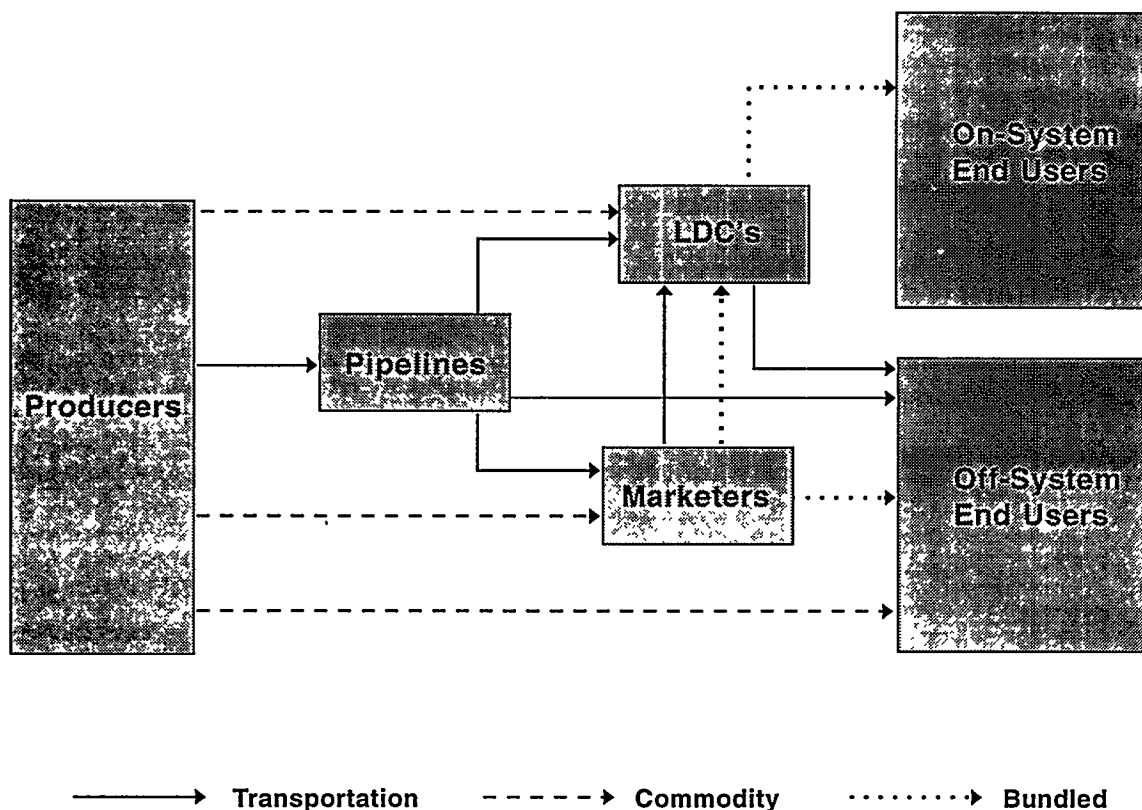 On-System
End Users
LDC's
Pipelines
Producers
Marketers
Off-System
End Users
Transportation
Commodity
Bundled